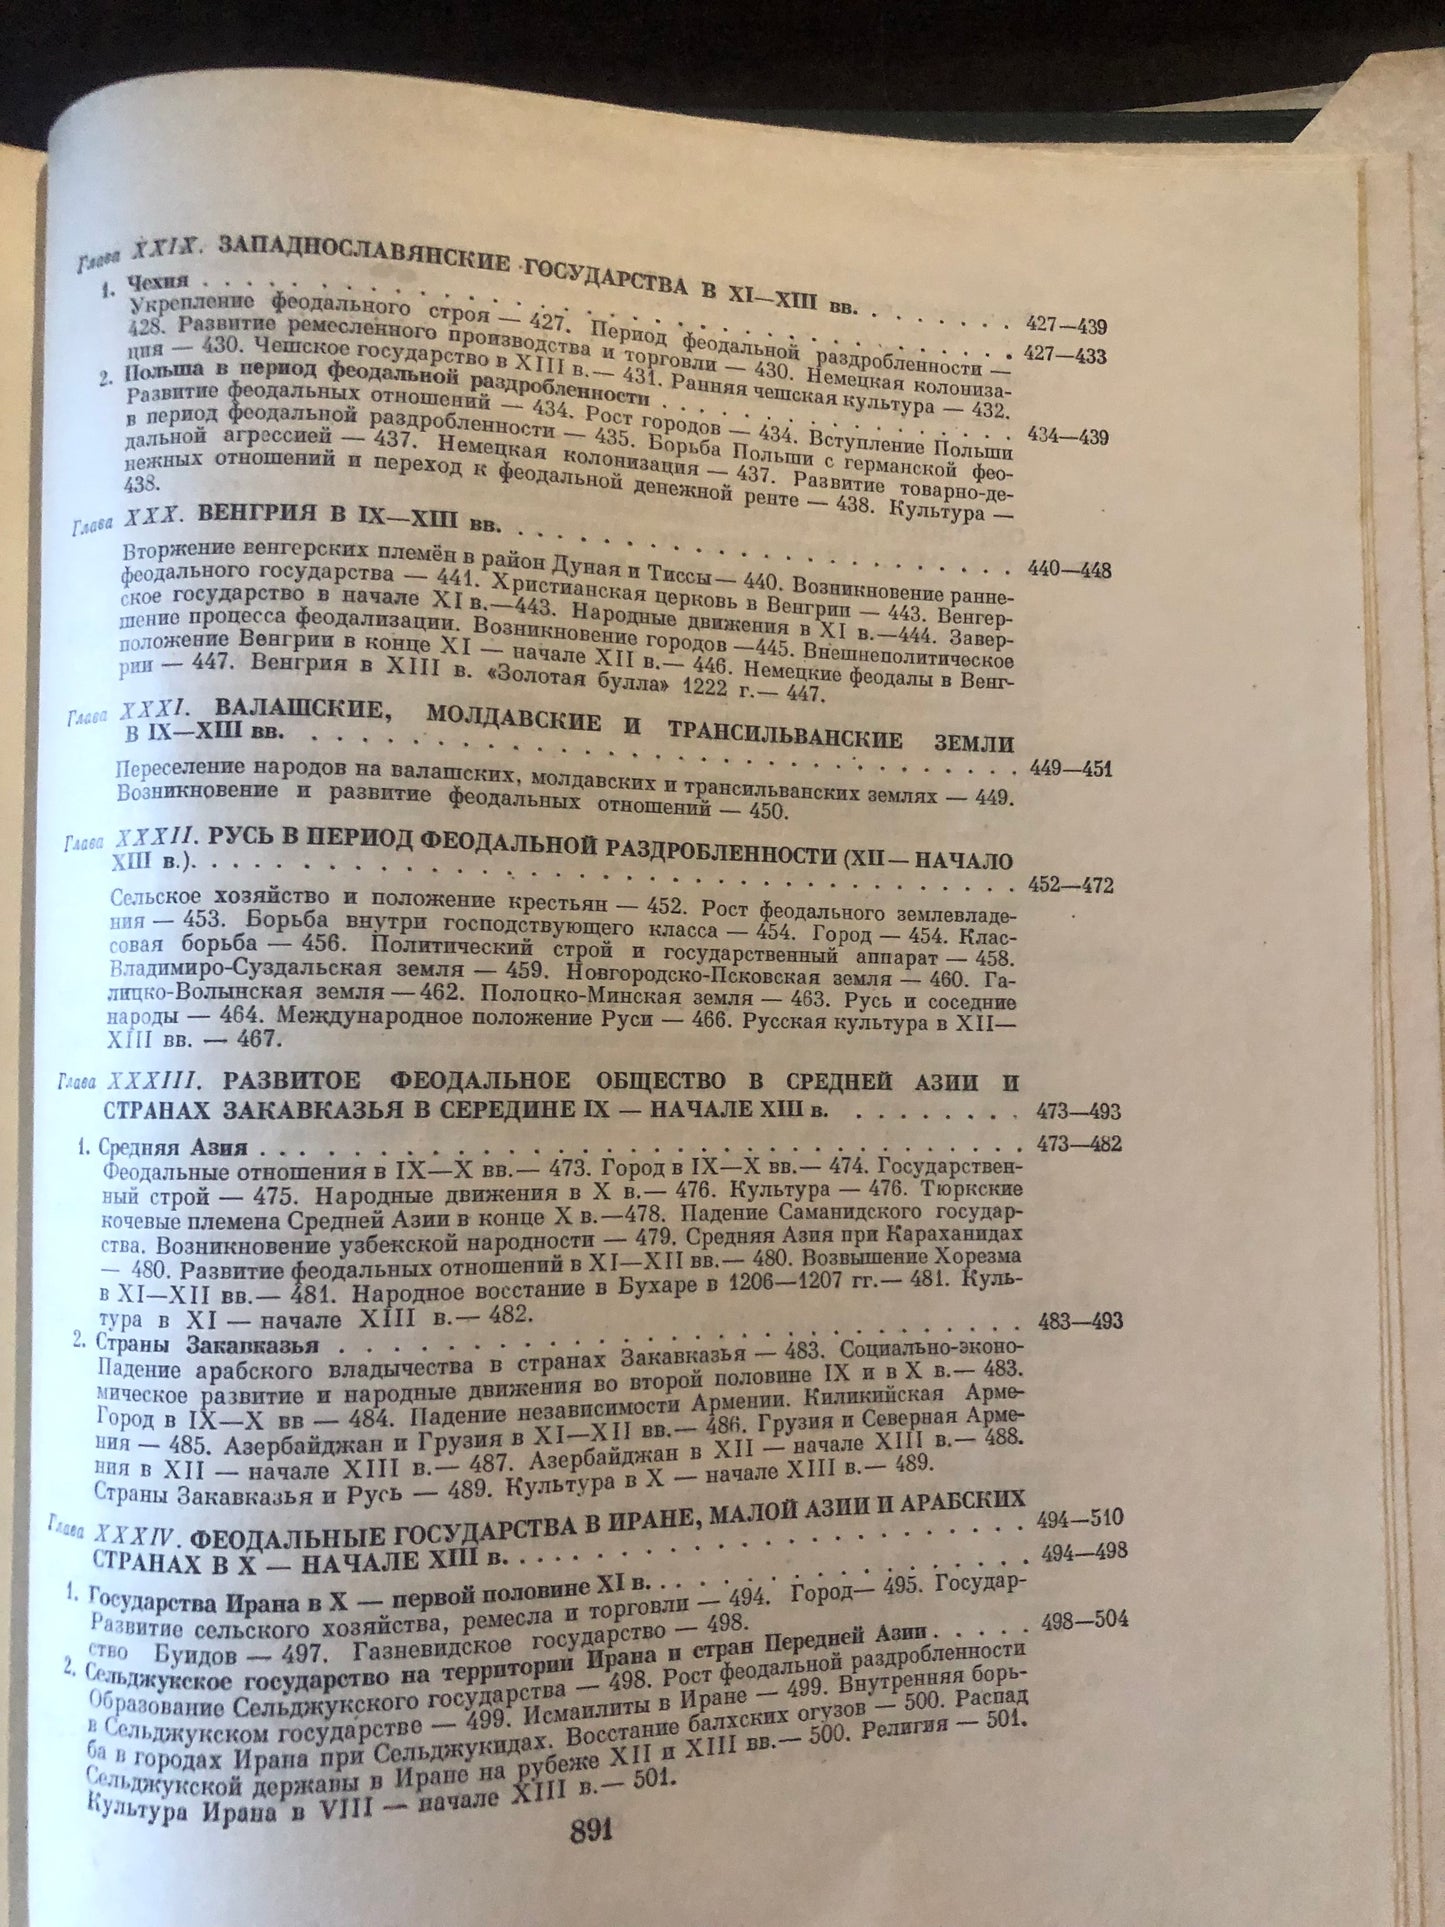 Глава XXIX. ЗАПАДНОСЛАВЯНСКИЕ ГОСУДАРСТВА В XI—XIII вв. . . . . . . . 427—439
1. Чехия . . . . . . . . . . . . . . . . . . . . 427—433
Укрепление феодального строя — 427. Период феодальной раздробленности —
428. Развитие ремесленного производства и торговли — 430. Немецкая колониза-
ция — 430. Чешское государство в XIII в.— 431. Ранняя чешская культура — 432.
2. Польша в период феодальной раздробленности . . . . . . . . . . . 434—439
Развитие феодальных отношений — 434. Рост городов — 434. Вступление Польши
в период феодальной раздробленности — 435. Борьба Польши с германской фео-
дальной агрессией — 437. Немецкая колонизация — 437. Развитие товарно-де-
нежных отношений и переход к феодальной денежной ренте — 438. Культура —
438.
Глава XXX. ВЕНГРИЯ В IX—XIII вв. . . . . . . . . . . . . . . . . 440—448
Вторжение венгерских племён в район Дуная и Тиссы— 440. Возникновение ранне-
феодального государства — 441. Христианская церковь в Венгрии — 443. Венгер-
ское государство в начале XI в.—443. Народные движения в XI в.—444. Завер-
шение процесса феодализации. Возникновение городов —445. Внешнеполитическое
положение Венгрии в конце XI — начале XII в.— 446. Немецкие феодалы в Венг-
рии — 447. Венгрия в XIII в. «Золотая булла» 1222 г.— 447.
Глава XXXI. ВАЛАШСКИЕ, МОЛДАВСКИЕ И ТРАНСИЛЬВАНСКИЕ ЗЕМЛИ
В IX—XIII вв. . . . . . . . . . . . . . . . . . . . . . . 449—451
Переселение народов на валашских, молдавских и трансильванских землях — 449.
Возникновение и развитие феодальных отношений — 450.
Глава XXXII. РУСЬ В ПЕРИОД ФЕОДАЛЬНОЙ РАЗДРОБЛЕННОСТИ (XII — НАЧАЛО
XIII в.). . . . . . . . . . . . . . . . . . . . . . . . . . 452—472
Сельское хозяйство и положение крестьян — 452. Рост феодального землевладе-
ния — 453. Борьба внутри господствующего класса — 454. Город — 454. Клас-
совая борьба — 456. Политический строй и государственный аппарат — 458.
Владимиро-Суздальская земля — 459. Новгородско-Псковская земля — 460. Га-
лицко-Волынская земля — 462. Полоцко-Минская земля — 463. Русь и соседние
народы — 464. Международное положение Руси — 466. Русская культура в XII—
XIII вв. — 467.
Глава XXXIII. РАЗВИТОЕ ФЕОДАЛЬНОЕ ОБЩЕСТВО В СРЕДНЕЙ АЗИИ И
СТРАНАХ ЗАКАВКАЗЬЯ В СЕРЕДИНЕ IX — НАЧАЛЕ XIII в. . . . . . . . . 473—493
1. Средняя Азия . . . . . . . . . . . . . . . . . . . . . . . . 473—482
Феодальные отношения в IX—X вв.— 473. Город в IX—X вв.— 474. Государствен-
ный строй — 475. Народные движения в X в.— 476. Культура — 476. Тюркские
кочевые племена Средней Азии в конце X в.—478. Падение Саманидского государ-
ства. Возникновение узбекской народности — 479. Средняя Азия при Караханидах
— 480. Развитие феодальных отношений в XI—XII вв.— 480. Возвышение Хорезма
в XI—XII вв.— 481. Народное восстание в Бухаре в 1206—1207 гг.— 481. Куль-
тура в XI — начале XIII в.— 482.
2. Страны Закавказья . . . . . . . . . . . . . . . . . . . . . 483—493
Падение арабского владычества в странах Закавказья — 483. Социально-эконо-
мическое развитие и народные движения во второй половине IX и в X в.— 483.
Город в IX—X вв — 484. Падение независимости Армении. Киликийская Арме-
ния — 485. Азербайджан и Грузия в XI—XII вв.— 486. Грузия и Северная Арме-
ния в XII — начале XIII в.— 487. Азербайджан в XII — начале XIII в.— 488.
Страны Закавказья и Русь — 489. Культура в X — начале XIII в.— 489.
Глава XXXIV. ФЕОДАЛЬНЫЕ ГОСУДАРСТВА В ИРАНЕ, МАЛОЙ АЗИИ И АРАБСКИХ
СТРАНАХ В X — НАЧАЛЕ XIII в. . . . . . . . . . . . . . . . . . 494—510
1. Государства Ирана в X — первой половине XI в. . . . . . . . . . . . 494—498
Развитие сельского хозяйства, ремесла и торговли — 494. Город— 495. Государ-
ство Буидов — 497. Газневидское государство — 498.
2. Сельджукское государство на территории Ирана и стран Передней Азии . . . . . 498—504
Образование Сельджукского государства — 498. Рост феодальной раздробленности
в Сельджукском государстве — 499. Исмаилиты в Иране — 499. Внутренняя борь-
ба в городах Ирана при Сельджукидах. Восстание балхских огузов — 500. Распад
Сельджукской державы в Иране на рубеже XII и XIII вв.— 500. Религия — 501.
Культура Ирана в VIII — начале XIII в.— 501.
891